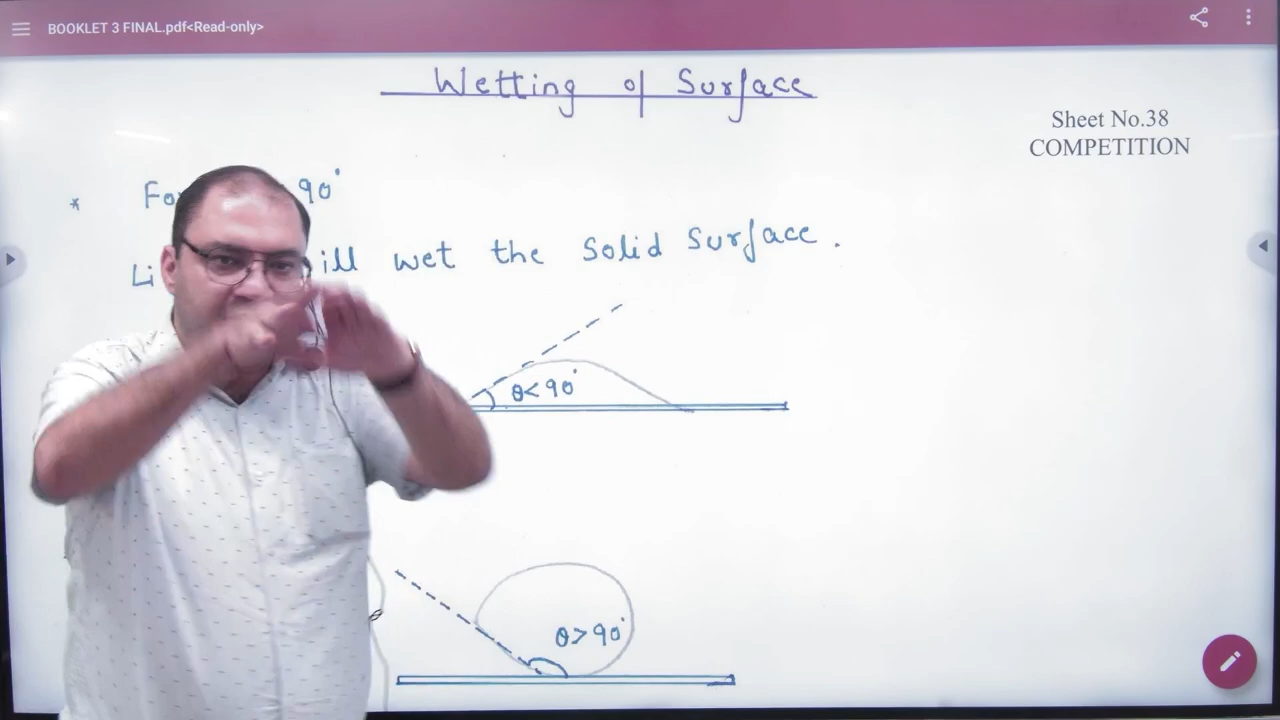 BOOKLET 3 FINAL.pdf<Read-only>
Wetting of Surface
Sheet No.38
COMPETITION
* 90°
wet the Solid Surface.
θ<90°
θ>90°